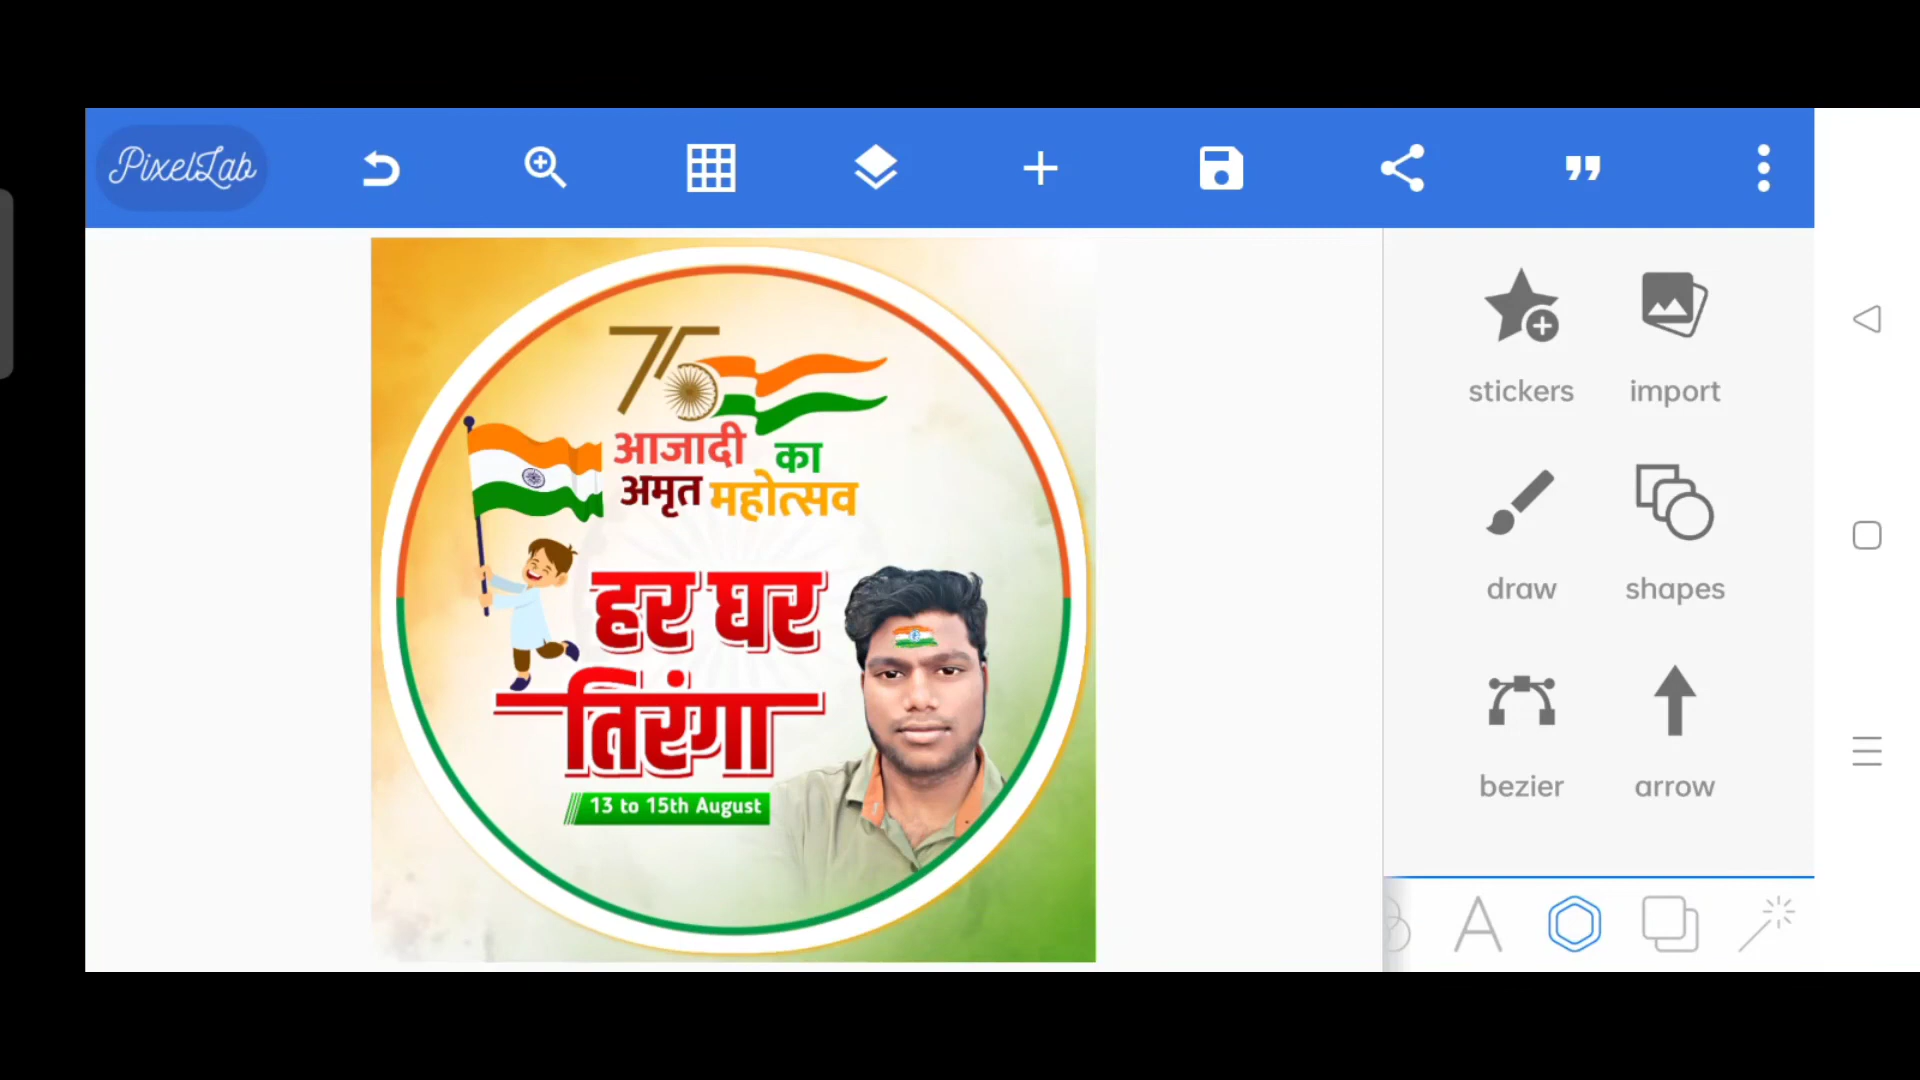 PixelLab
75
आजादी का
अमृत महोत्सव
हर घर
तिरंगा
13 to 15th August
stickers import
draw shapes
bezier arrow